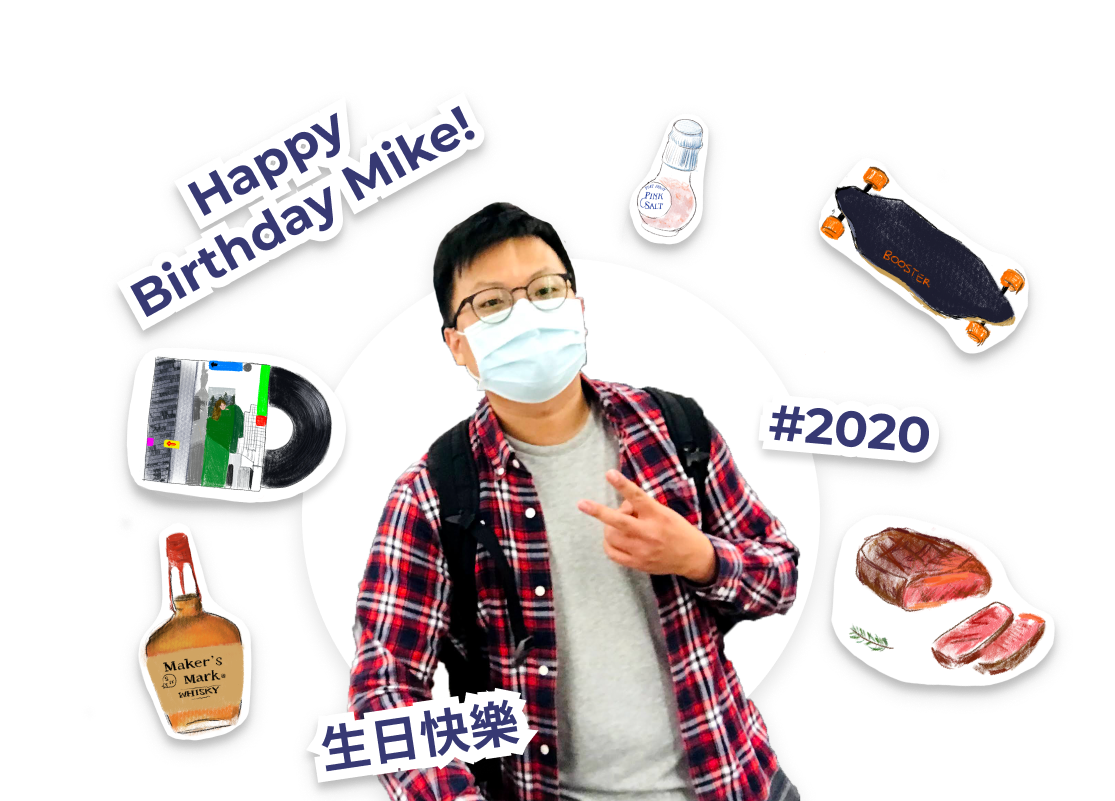 Happy
Birthday Mike!
PINK
SALT
BOOSTER
#2020
Maker's
Mark
WHISKY
生日快樂